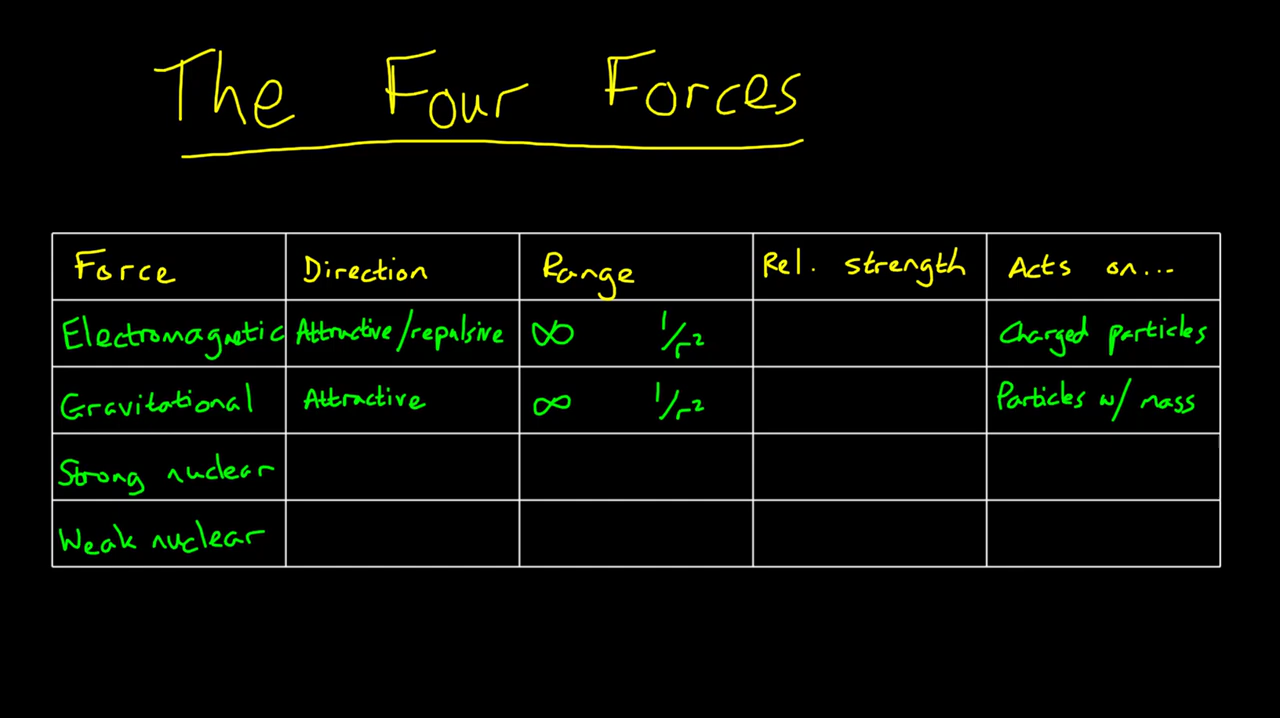 The Four Forces
Force Direction Range Rel. strength Acts on...
Electromagnetic Attractive/repulsive ∞ 1/r² Charged particles
Gravitational Attractive ∞ 1/r² Particles w/ mass
Strong nuclear
Weak nuclear